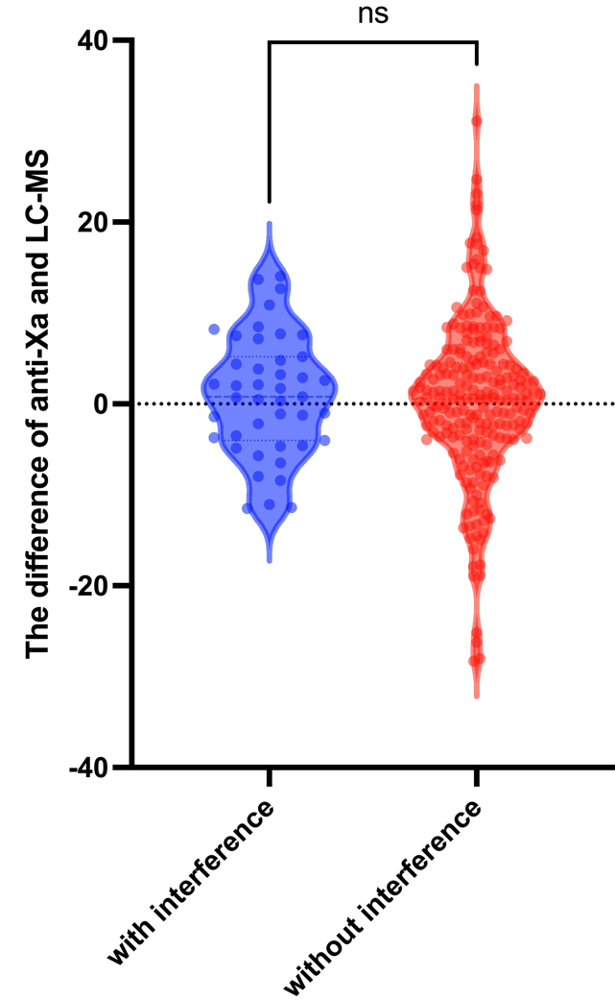 ns
The difference of anti-Xa and LC-MS
40
20
0
-20
-40
with interference
without interference